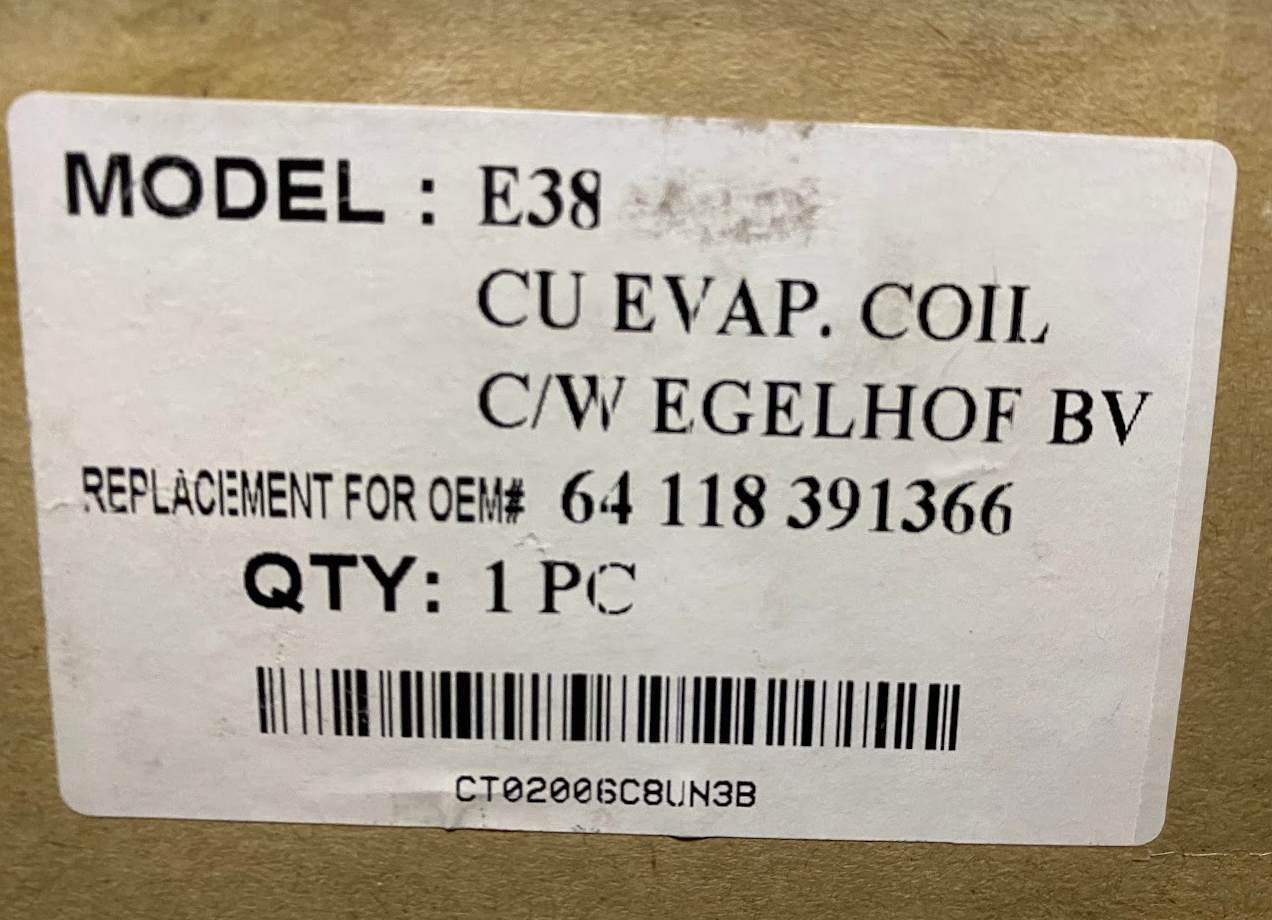 MODEL : E38
CU EVAP. COIL
C/W EGELHOF BV
REPLACEMENT FOR OEM# 64 118 391366
QTY: 1 PC
CT02006C8UN3B